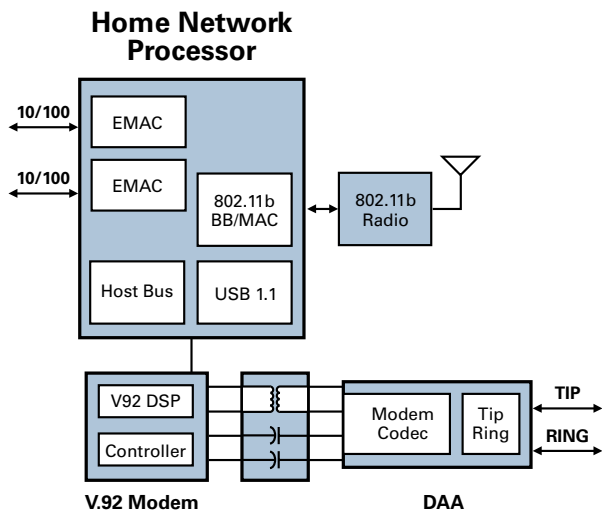 Home Network
Processor
10/100
EMAC
10/100
EMAC
802.11b
BB/MAC
802.11b
Radio
Host Bus
USB 1.1
V92 DSP
Controller
Modem
Codec
Tip
Ring
TIP
RING
V.92 Modem
DAA